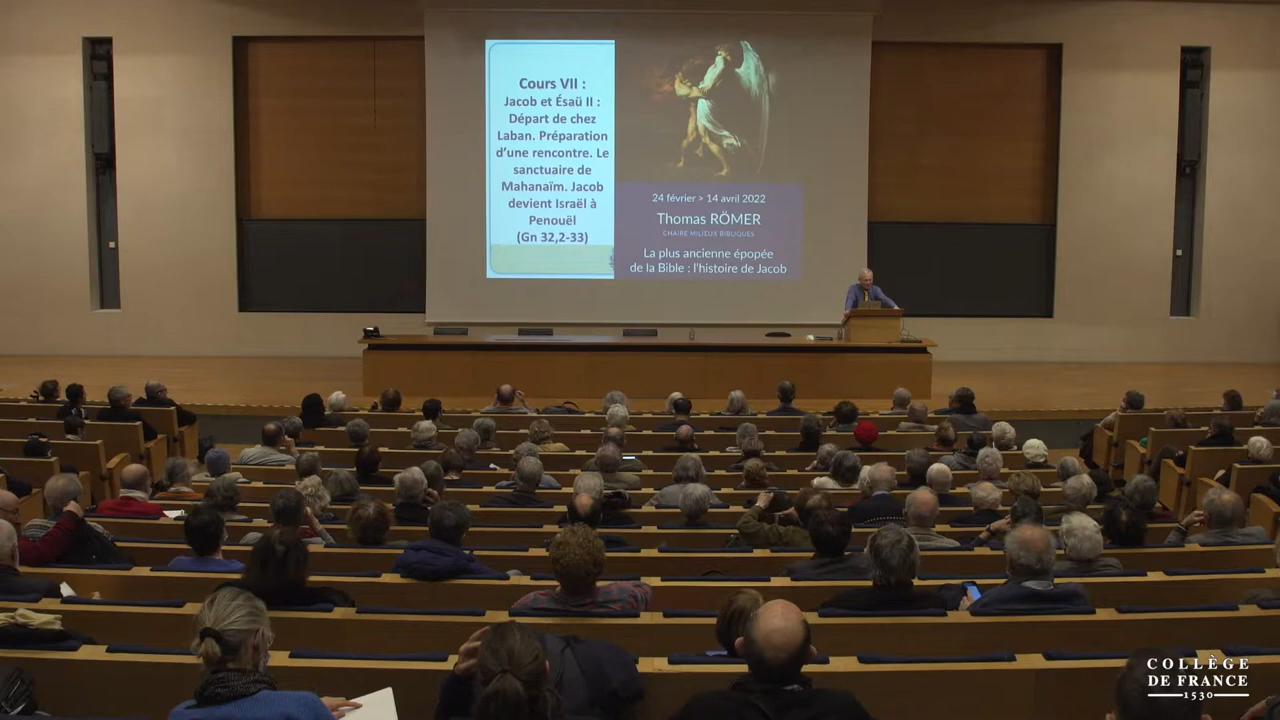 Cours VII :
Jacob et Ésaü II :
Départ de chez
Laban. Préparation
d'une rencontre. Le
sanctuaire de
Mahanaïm. Jacob
devient Israël à
Penouël
(Gn 32,2-33)
24 février > 14 avril 2022
Thomas RÖMER
CHAIRE MILIEUX BIBLIQUES
La plus ancienne épopée
de la Bible : l'histoire de Jacob
COLLÈGE
DE FRANCE
1530